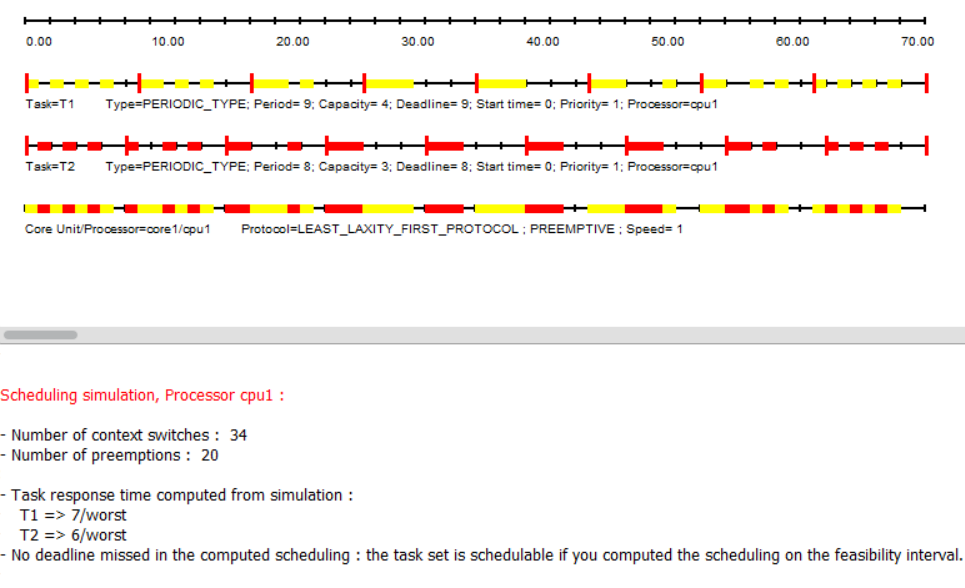 0.00 10.00 20.00 30.00 40.00 50.00 60.00 70.00
Task=T1 Type=PERIODIC_TYPE; Period= 9; Capacity= 4; Deadline= 9; Start time= 0; Priority= 1; Processor=cpu1
Task=T2 Type=PERIODIC_TYPE; Period= 8; Capacity= 3; Deadline= 8; Start time= 0; Priority= 1; Processor=cpu1
Core Unit/Processor=core1/cpu1 Protocol=LEAST_LAXITY_FIRST_PROTOCOL ; PREEMPTIVE ; Speed= 1
Scheduling simulation, Processor cpu1 :
- Number of context switches : 34
- Number of preemptions : 20
- Task response time computed from simulation :
T1 => 7/worst
T2 => 6/worst
- No deadline missed in the computed scheduling : the task set is schedulable if you computed the scheduling on the feasibility interval.